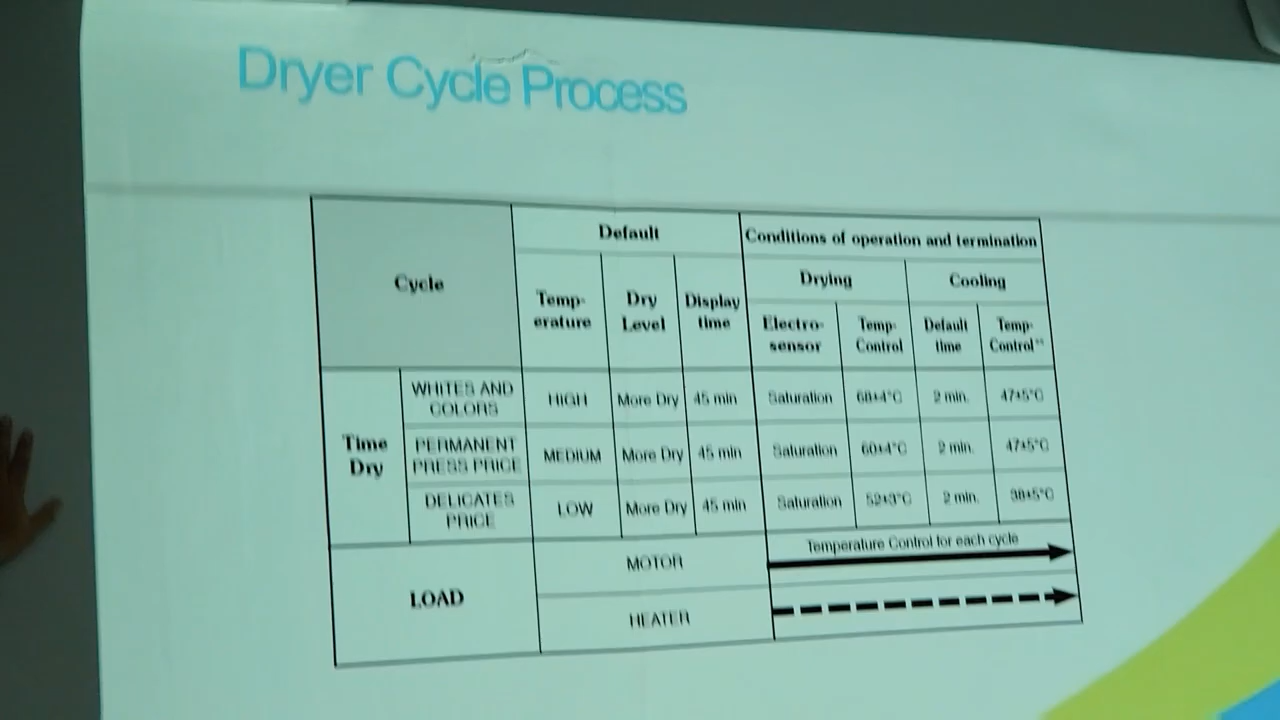 Dryer Cycle Process
Cycle
Default
Conditions of operation and termination
Temp-
erature
Dry
Level
Display
time
Drying
Cooling
Electro-
sensor
Temp-
Control
Default
time
Temp-
Control**
Time
Dry
WHITES AND
COLORS
HIGH
More Dry
45 min
Saturation
68±4°C
2 min.
47±5°C
PERMANENT
PRESS PRICE
MEDIUM
More Dry
45 min
Saturation
60±4°C
2 min.
47±5°C
DELICATES
PRICE
LOW
More Dry
45 min
Saturation
52±3°C
2 min.
38±5°C
LOAD
MOTOR
Temperature Control for each cycle
HEATER